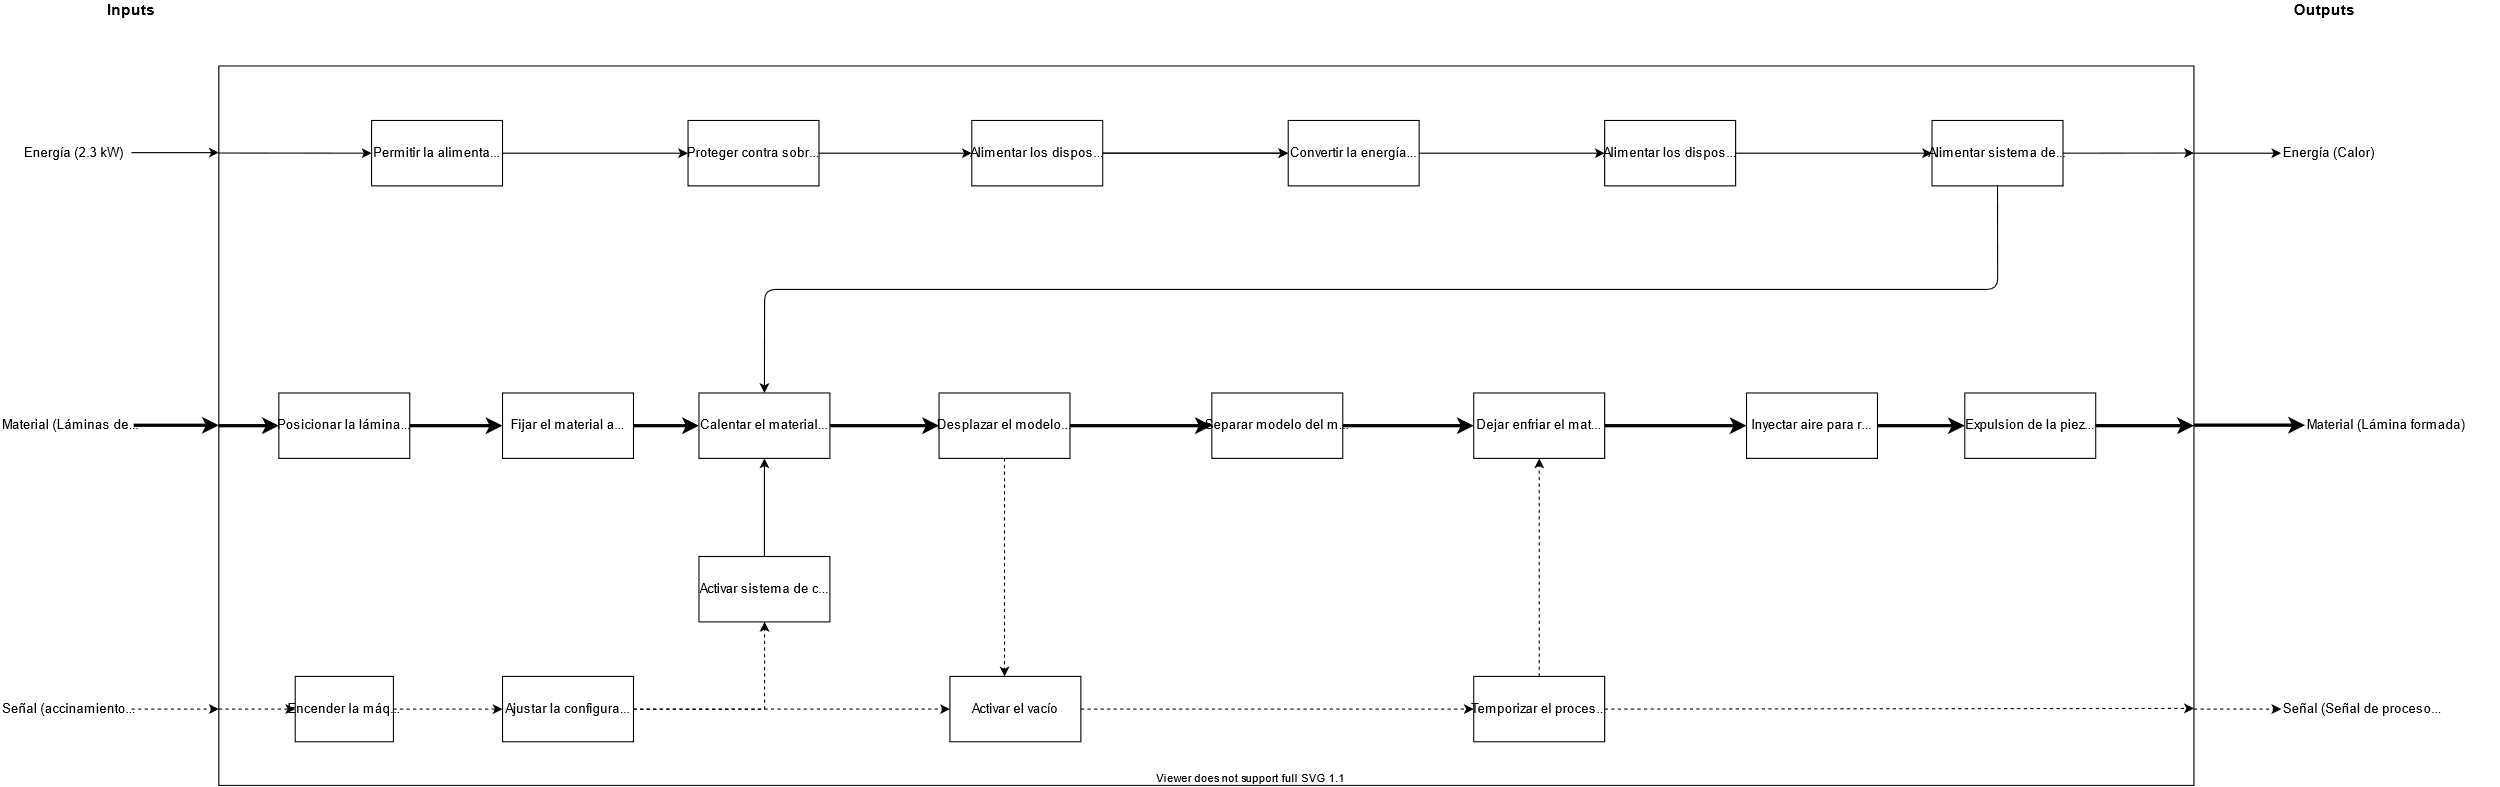 Inputs
Outputs
Energía (2.3 kW)
Permitir la alimenta...
Proteger contra sobr...
Alimentar los dispos...
Convertir la energía...
Alimentar los dispos...
Alimentar sistema de...
Energía (Calor)
Material (Láminas de...
Posicionar la lámina...
Fijar el material a...
Calentar el material...
Desplazar el modelo...
Separar modelo del m...
Dejar enfriar el mat...
Inyectar aire para r...
Expulsion de la piez...
Material (Lámina formada)
Activar sistema de c...
Señal (accinamiento...
Encender la máq...
Ajustar la configura...
Activar el vacío
Temporizar el proces...
Señal (Señal de proceso...
Viewer does not support full SVG 1.1